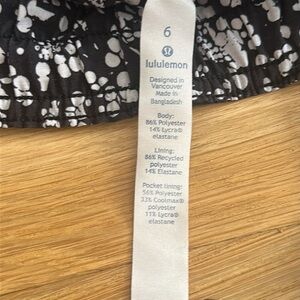 6
lululemon
Designed in
Vancouver
Made in
Bangladesh
Body:
86% Polyester
14% Lycra®
elastane
Lining:
86% Recycled
polyester
14% Elastane
Pocket lining:
56% Polyester
33% Coolmax®
polyester
11% Lycra®
elastane